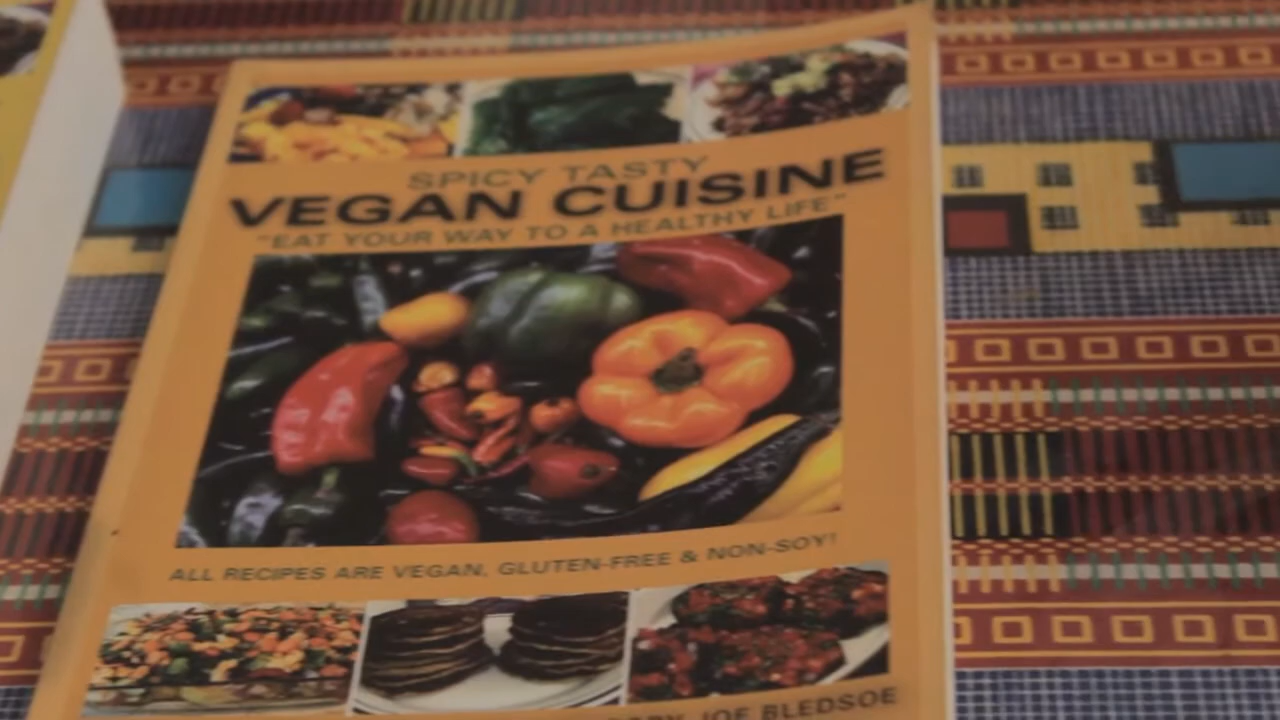 SPICY TASTY
VEGAN CUISINE
"EAT YOUR WAY TO A HEALTHY LIFE"
ALL RECIPES ARE VEGAN, GLUTEN-FREE & NON-SOY!
JOE BLEDSOE